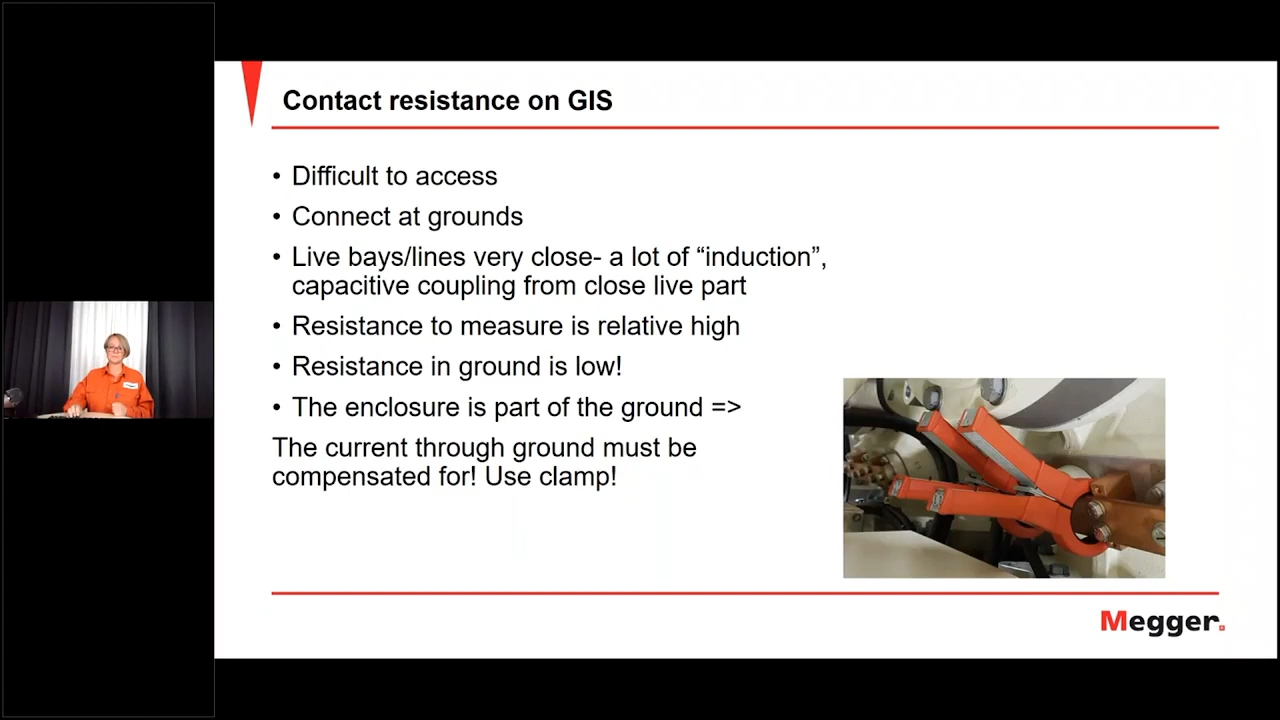 Contact resistance on GIS
• Difficult to access
• Connect at grounds
• Live bays/lines very close- a lot of “induction”,
capacitive coupling from close live part
• Resistance to measure is relative high
• Resistance in ground is low!
• The enclosure is part of the ground =>
The current through ground must be
compensated for! Use clamp!
Megger.